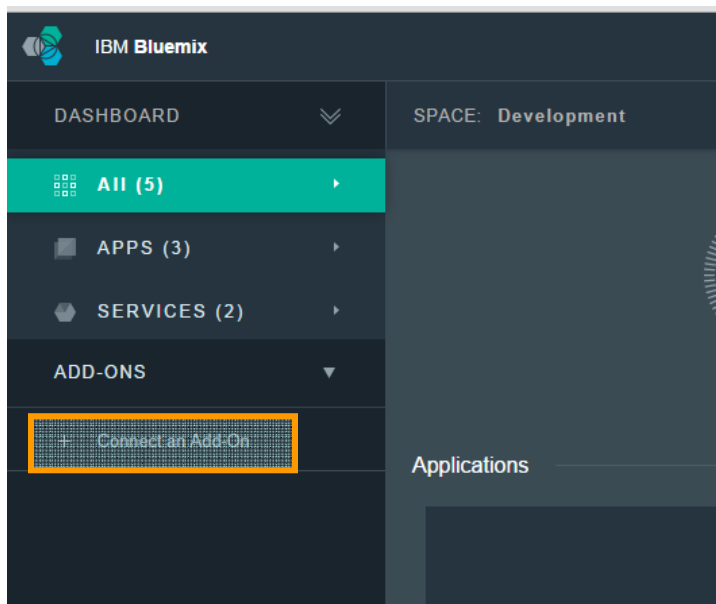 IBM Bluemix
DASHBOARD
SPACE: Development
All (5)
APPS (3)
SERVICES (2)
ADD-ONS
+ Connect an Add-On
Applications